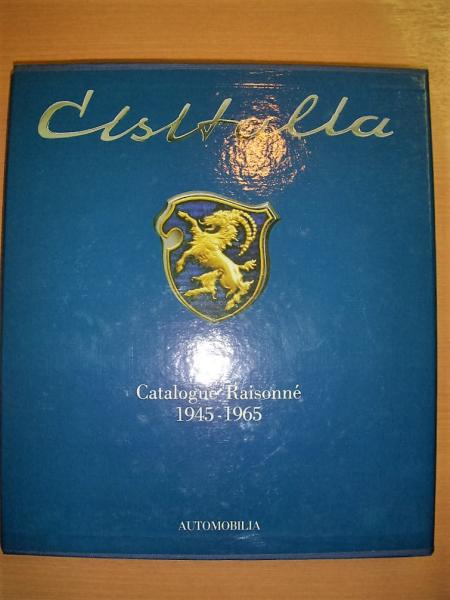 Cisitalia
Catalogue Raisonné
1945-1965
AUTOMOBILIA